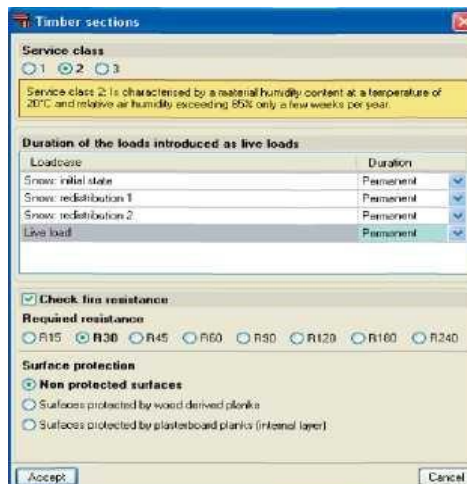 Timber sections
Service class
1 2 3
Service class 2: Is characterised by a material humidity content at a temperature of
20°C and relative air humidity exceeding 85% only a few weeks per year.
Duration of the loads introduced as live loads
Loadcase Duration
Snow: initial state Permanent
Snow: redistribution 1 Permanent
Snow: redistribution 2 Permanent
Live load Permanent
Check fire resistance
Required resistance
R15 R30 R45 R60 R90 R120 R180 R240
Surface protection
Non protected surfaces
Surfaces protected by wood derived planks
Surfaces protected by plasterboard planks (internal layer)
Accept Cancel